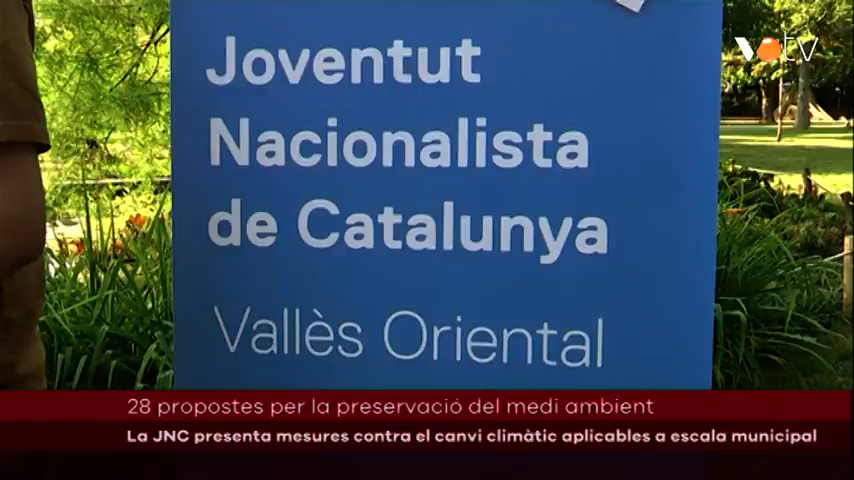 Joventut
Nacionalista
de Catalunya
Vallès Oriental
votv
28 propostes per la preservació del medi ambient
La JNC presenta mesures contra el canvi climàtic aplicables a escala municipal